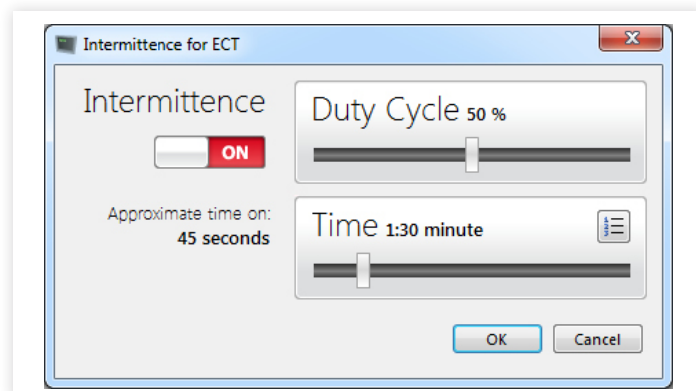 Intermittence for ECT
Intermittence
ON
Approximate time on:
45 seconds
Duty Cycle 50 %
Time 1:30 minute
OK
Cancel